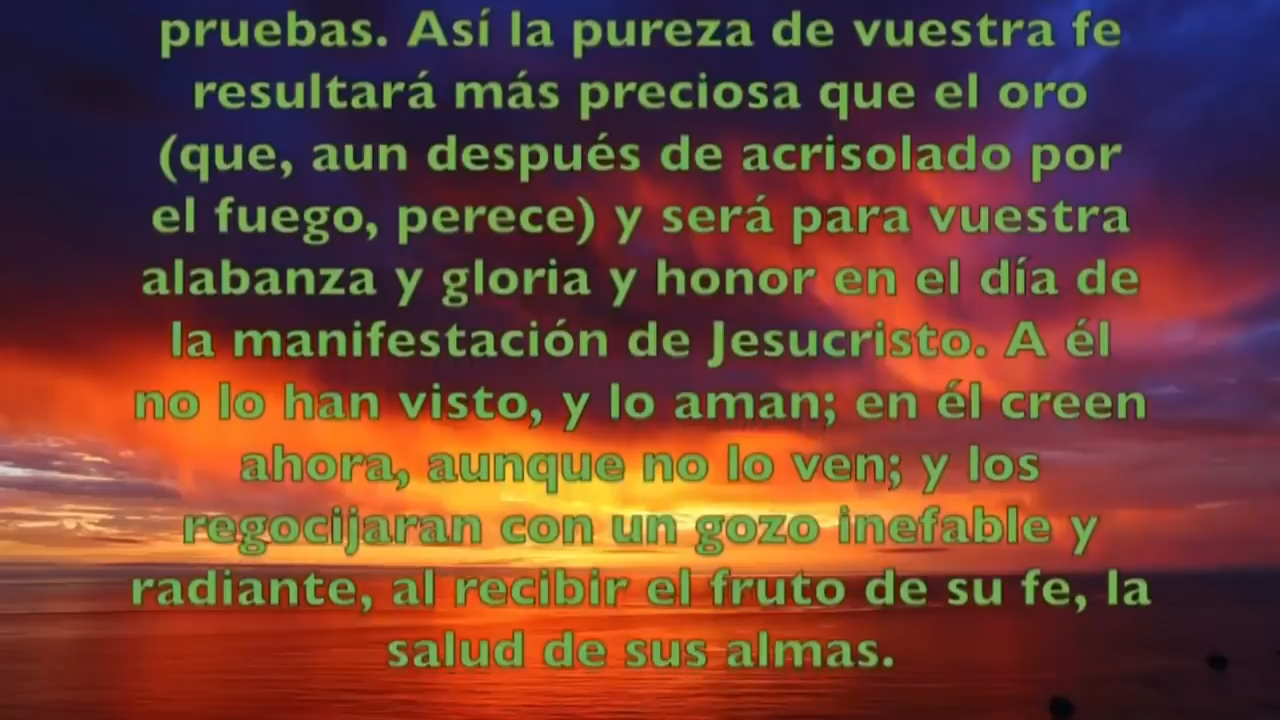 pruebas. Así la pureza de vuestra fe
resultará más preciosa que el oro
(que, aun después de acrisolado por
el fuego, perece) y será para vuestra
alabanza y gloria y honor en el día de
la manifestación de Jesucristo. A él
no lo han visto, y lo aman; en él creen
ahora, aunque no lo ven; y los
regocijaran con un gozo inefable y
radiante, al recibir el fruto de su fe, la
salud de sus almas.